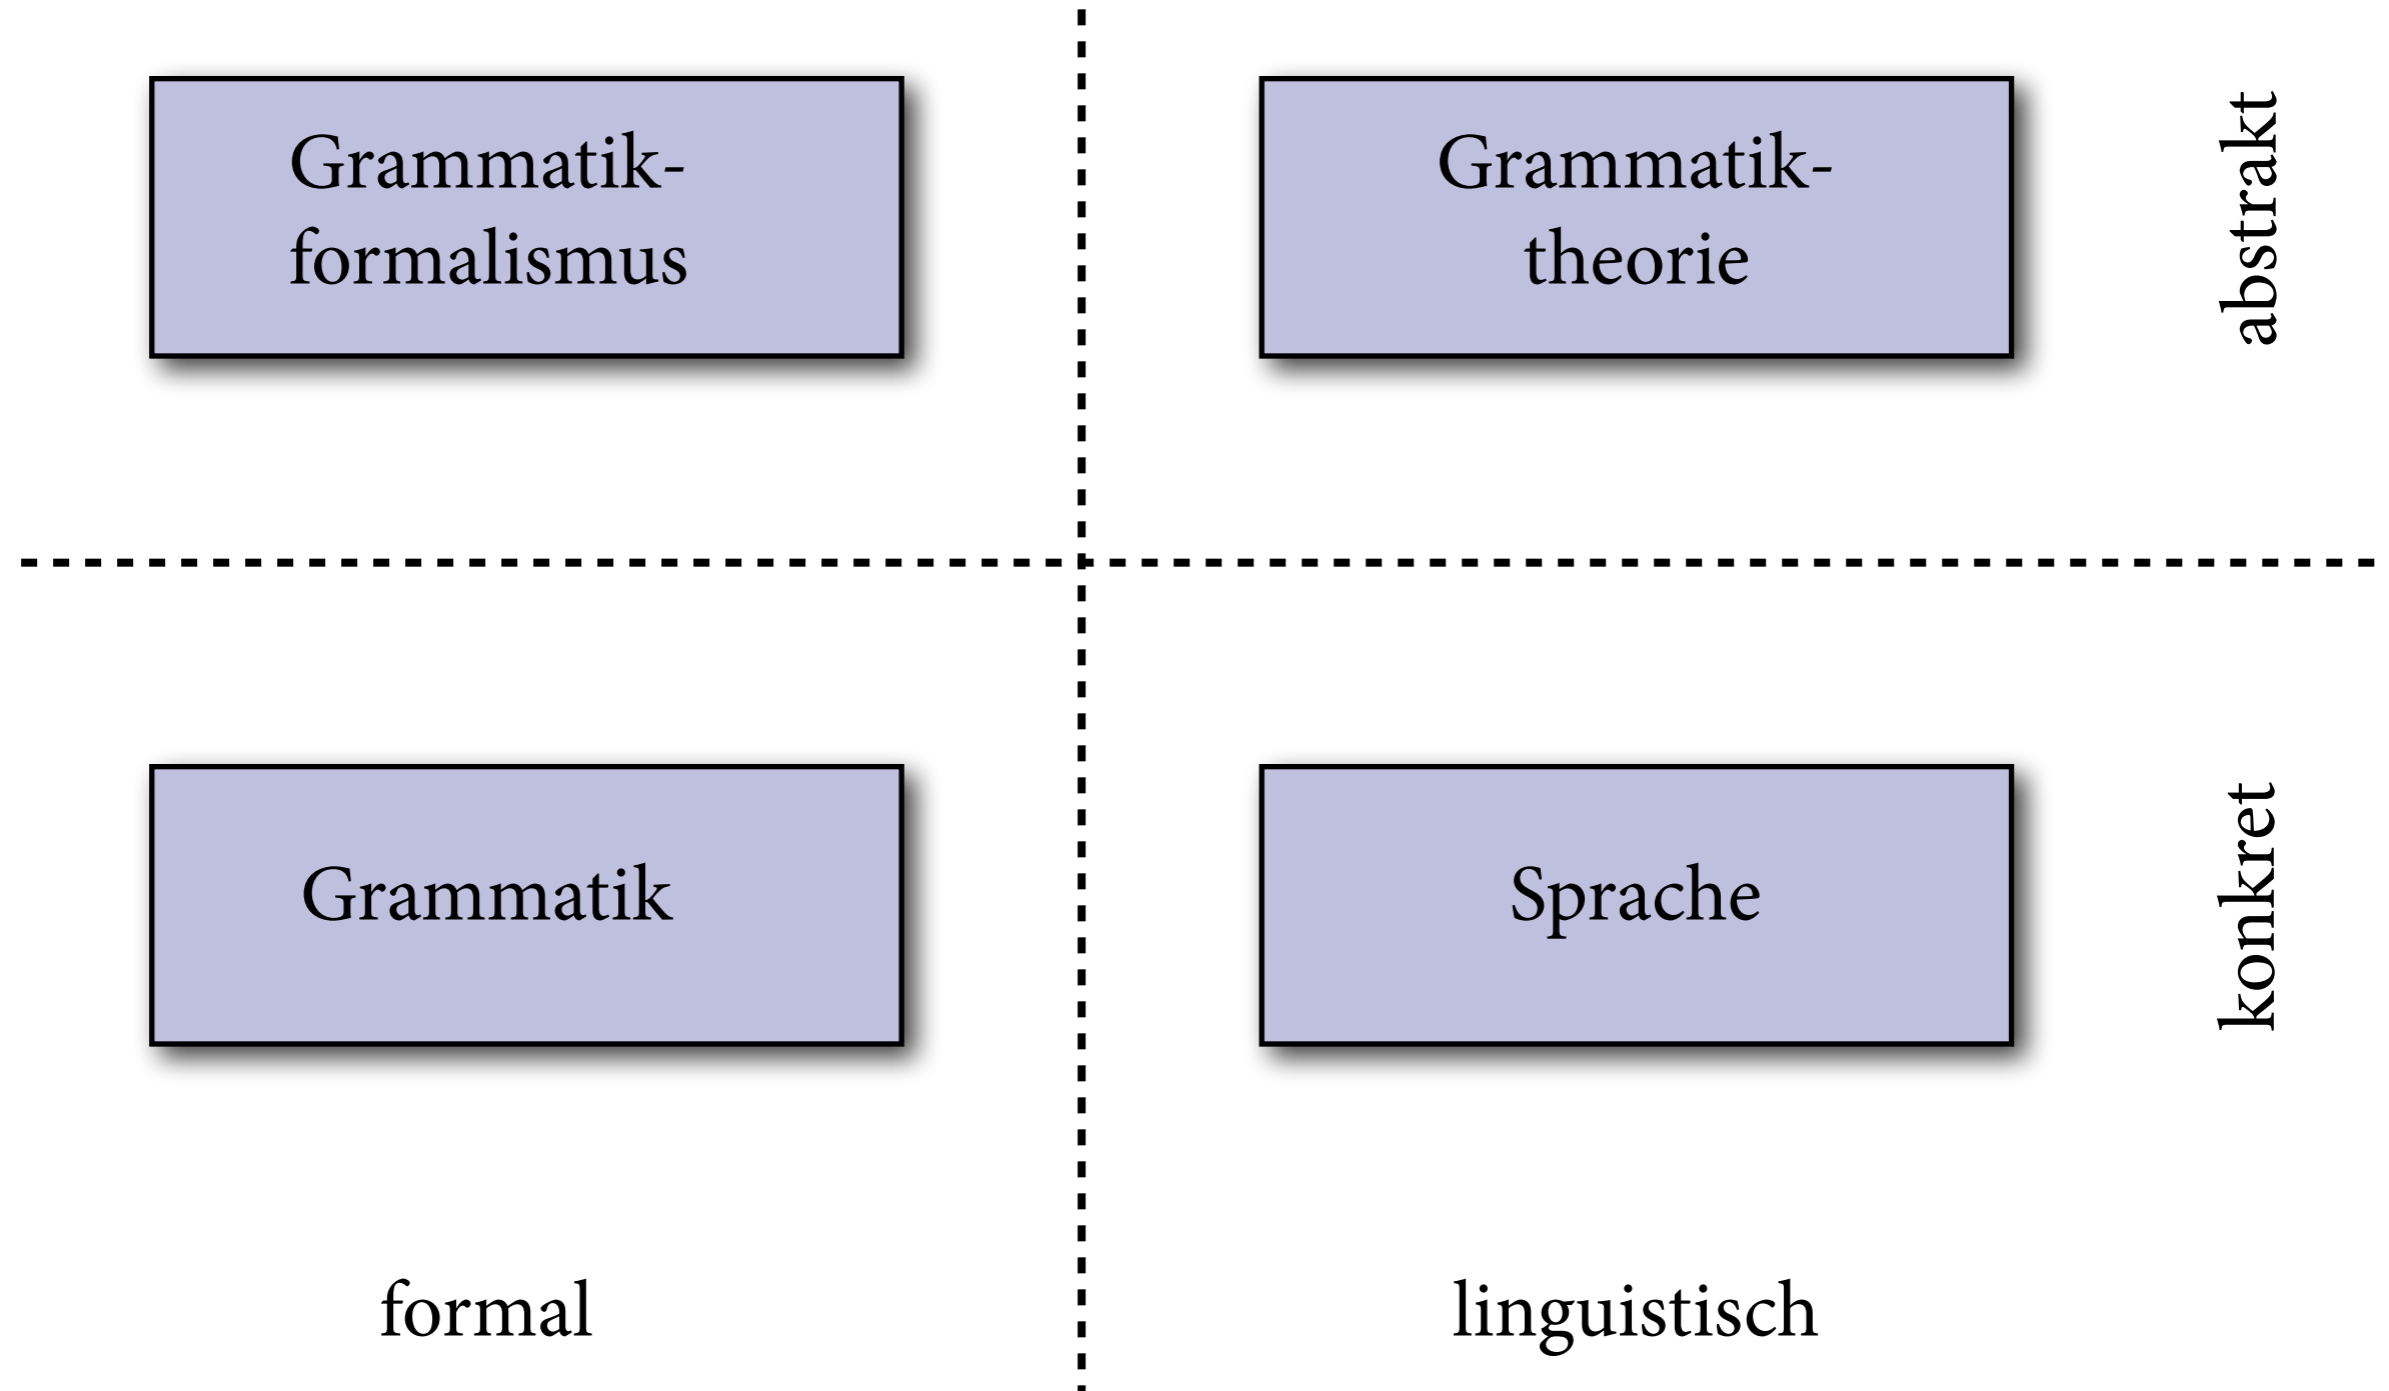 Grammatik-
formalismus
Grammatik-
theorie
abstrakt
Grammatik
Sprache
konkret
formal
linguistisch